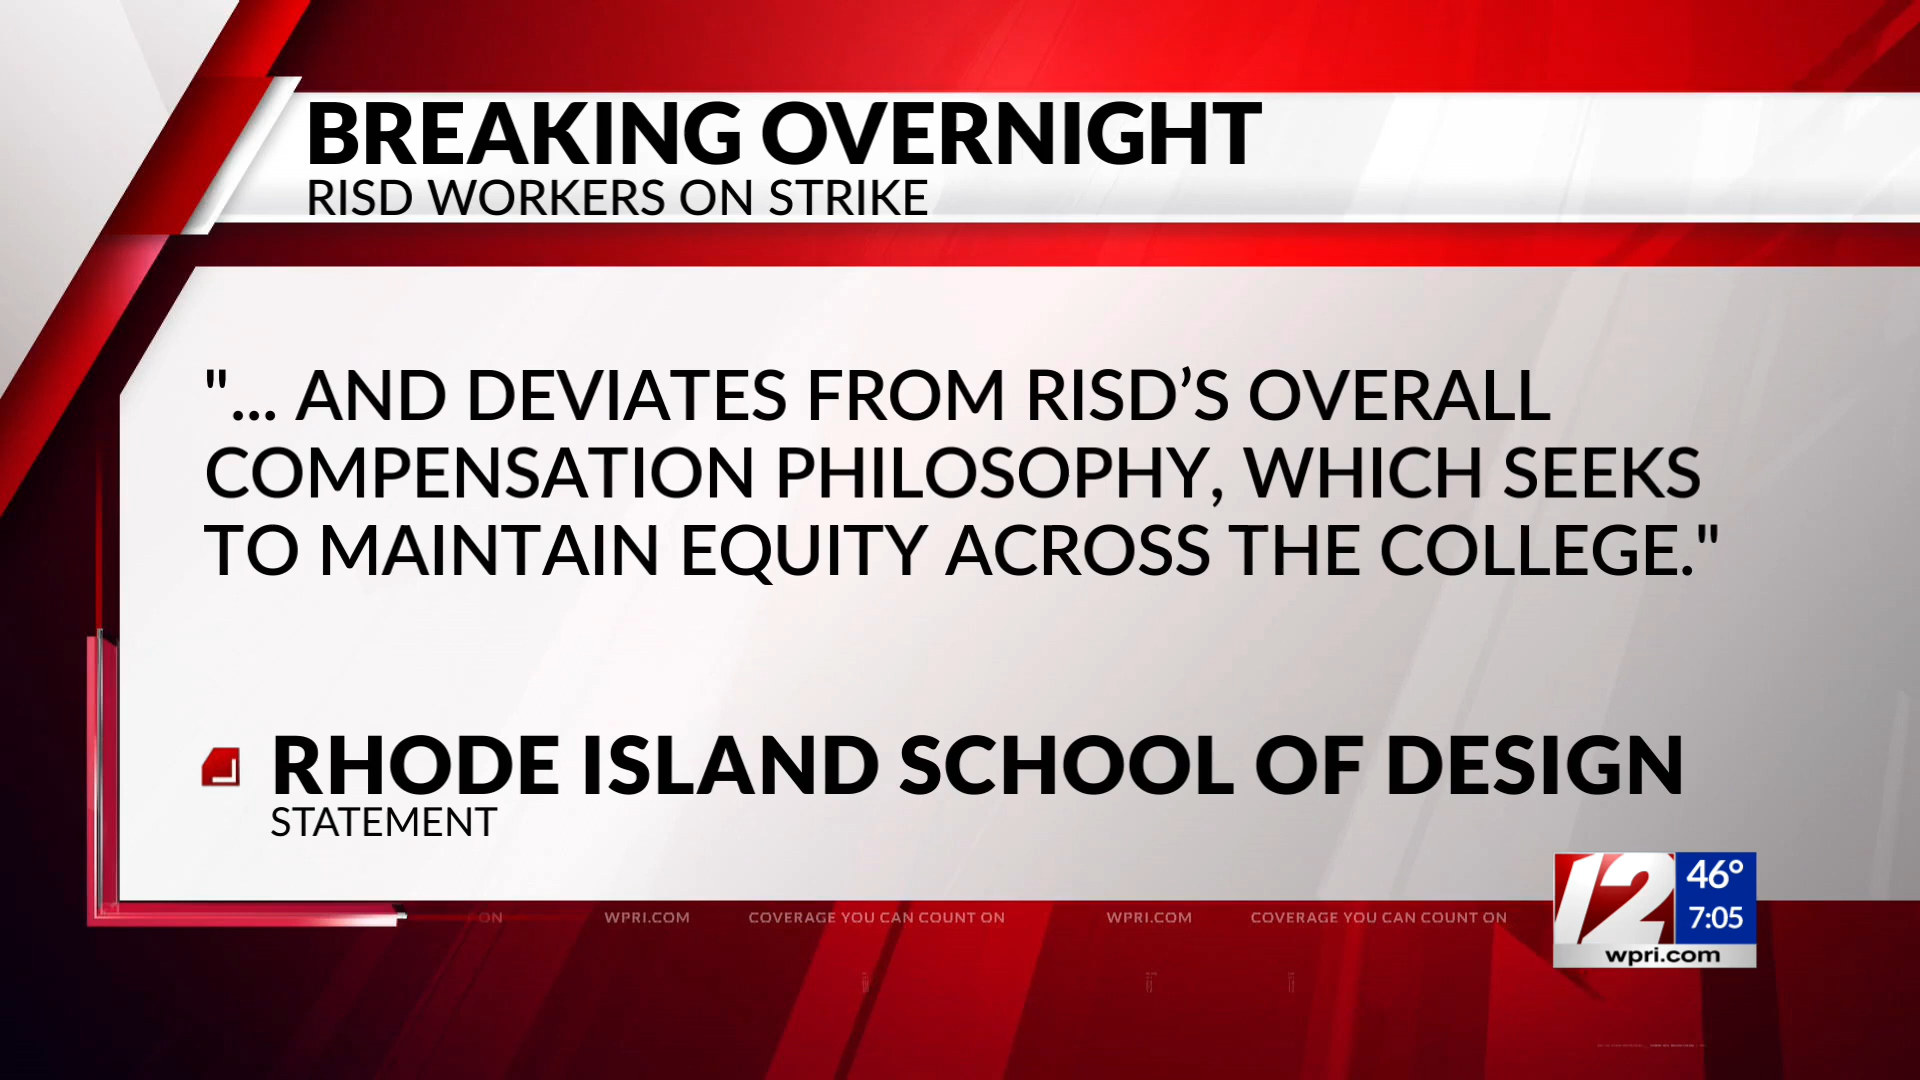 BREAKING OVERNIGHT
RISD WORKERS ON STRIKE
"... AND DEVIATES FROM RISD’S OVERALL
COMPENSATION PHILOSOPHY, WHICH SEEKS
TO MAINTAIN EQUITY ACROSS THE COLLEGE."
RHODE ISLAND SCHOOL OF DESIGN
STATEMENT
12
46°
7:05
wpri.com
ON WPRI.COM COVERAGE YOU CAN COUNT ON WPRI.COM COVERAGE YOU CAN COUNT ON